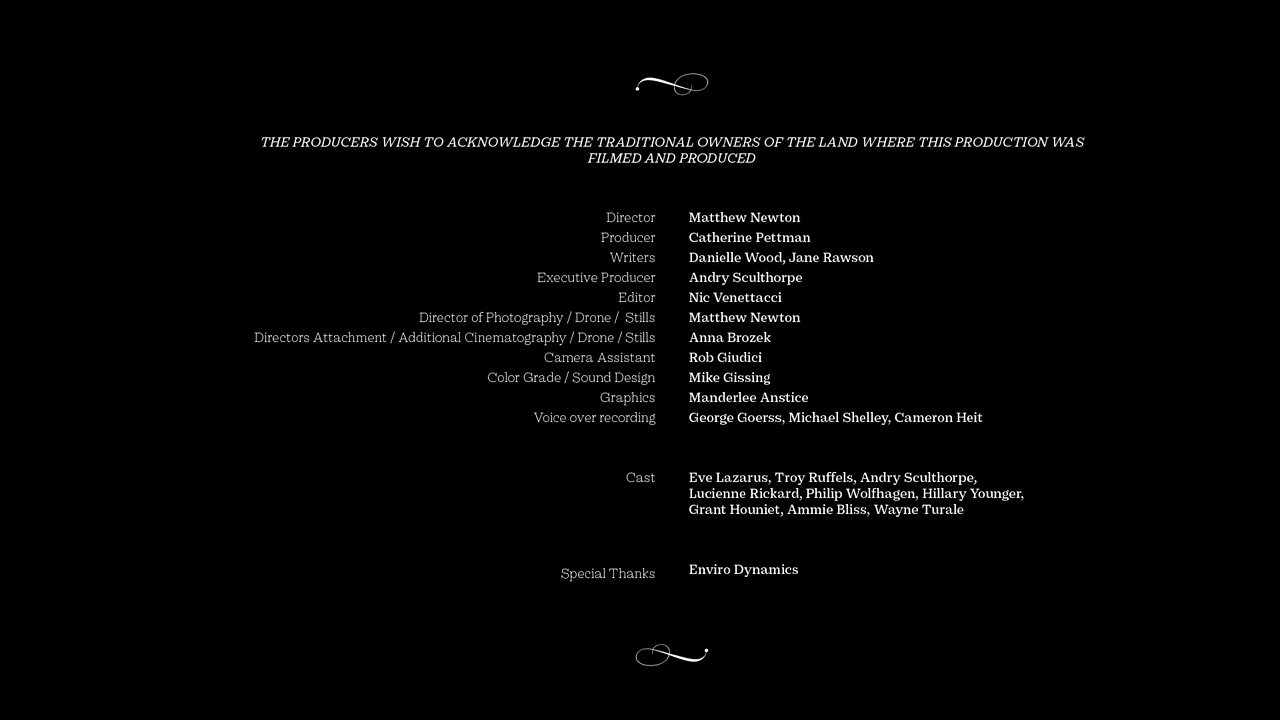 THE PRODUCERS WISH TO ACKNOWLEDGE THE TRADITIONAL OWNERS OF THE LAND WHERE THIS PRODUCTION WAS
FILMED AND PRODUCED
Director Matthew Newton
Producer Catherine Pettman
Writers Danielle Wood, Jane Rawson
Executive Producer Andry Sculthorpe
Editor Nic Venettacci
Director of Photography / Drone / Stills Matthew Newton
Directors Attachment / Additional Cinematography / Drone / Stills Anna Brozek
Camera Assistant Rob Giudici
Color Grade / Sound Design Mike Gissing
Graphics Manderlee Anstice
Voice over recording George Goerss, Michael Shelley, Cameron Heit
Cast Eve Lazarus, Troy Ruffels, Andry Sculthorpe,
Lucienne Rickard, Philip Wolfhagen, Hillary Younger,
Grant Houniet, Ammie Bliss, Wayne Turale
Special Thanks Enviro Dynamics